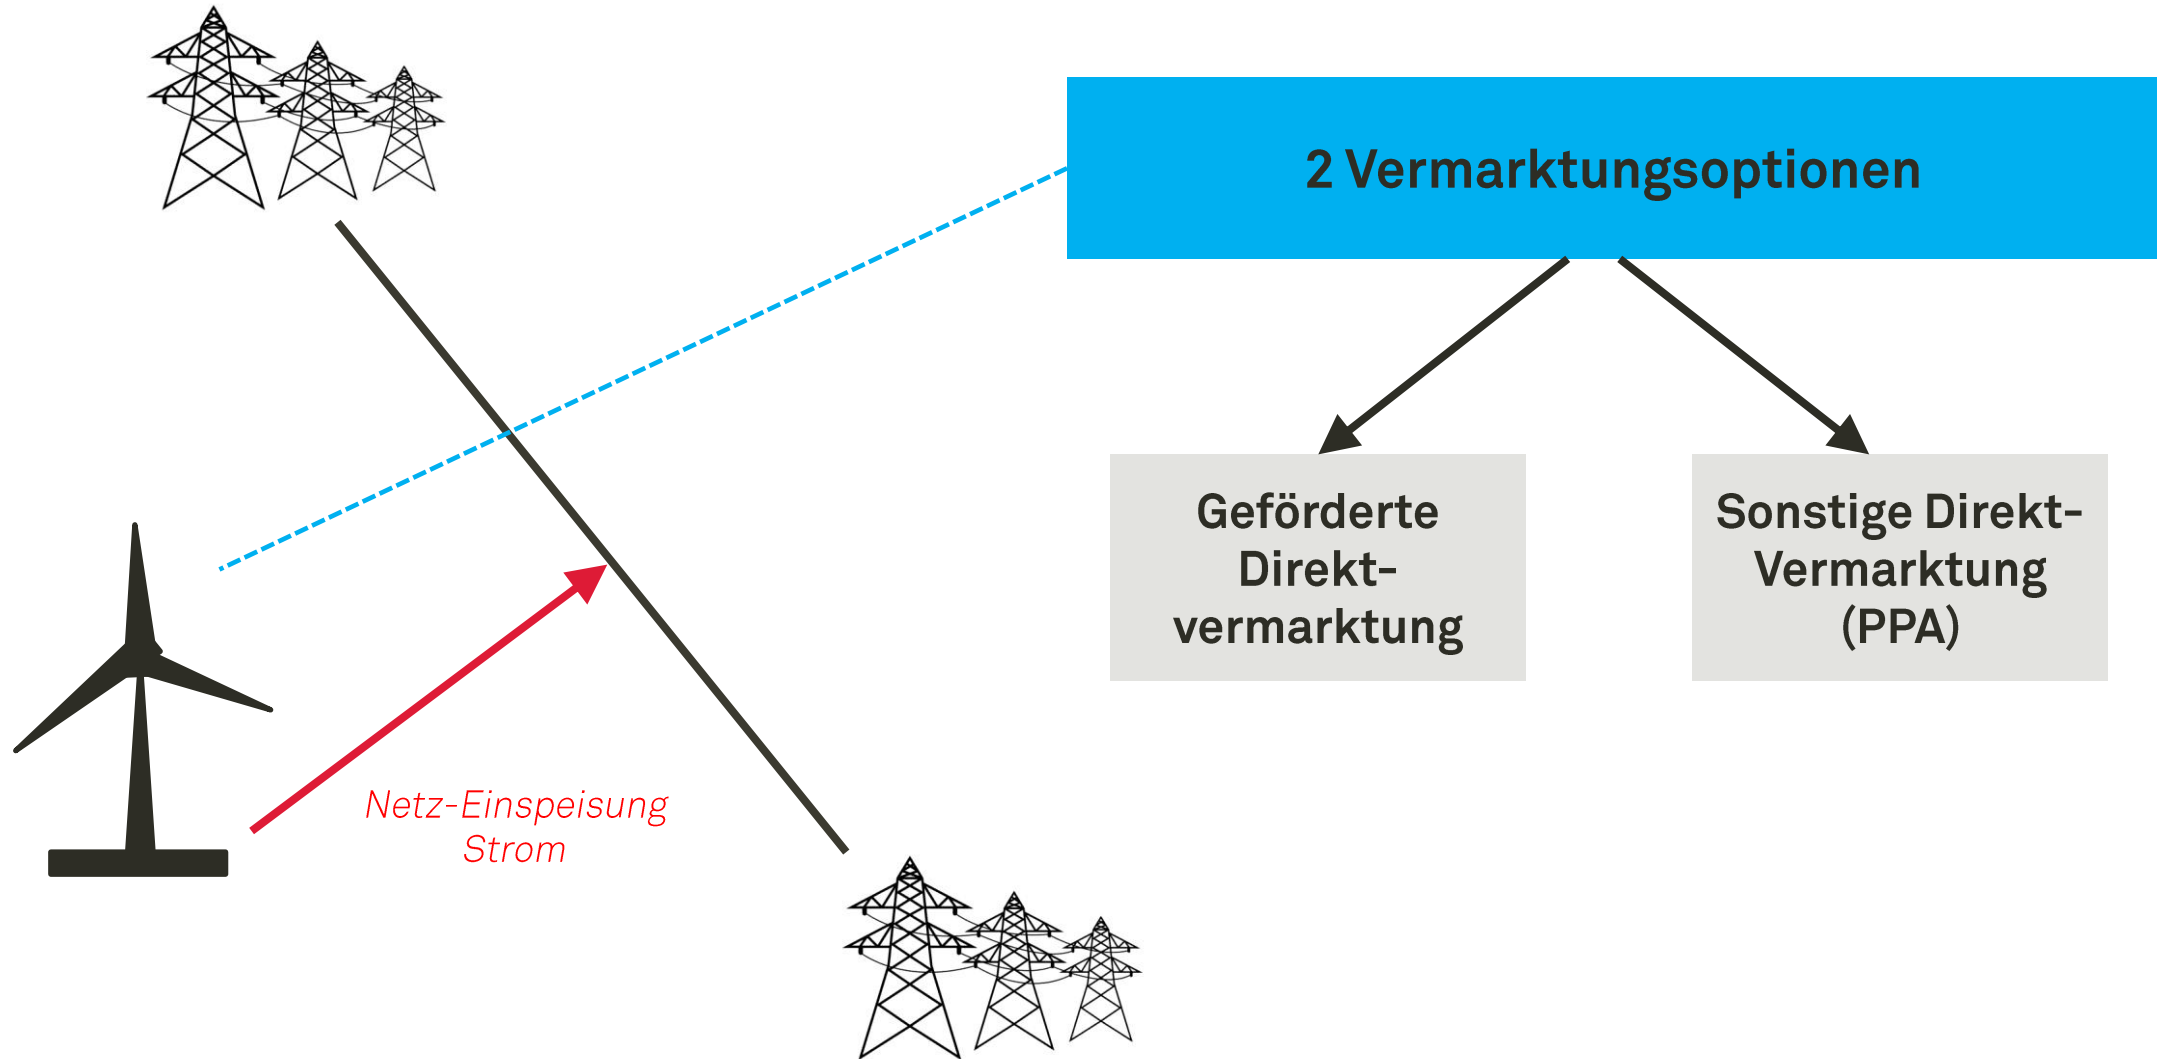 2 Vermarktungsoptionen
Geförderte
Direkt-
vermarktung
Sonstige Direkt-
Vermarktung
(PPA)
Netz-Einspeisung
Strom